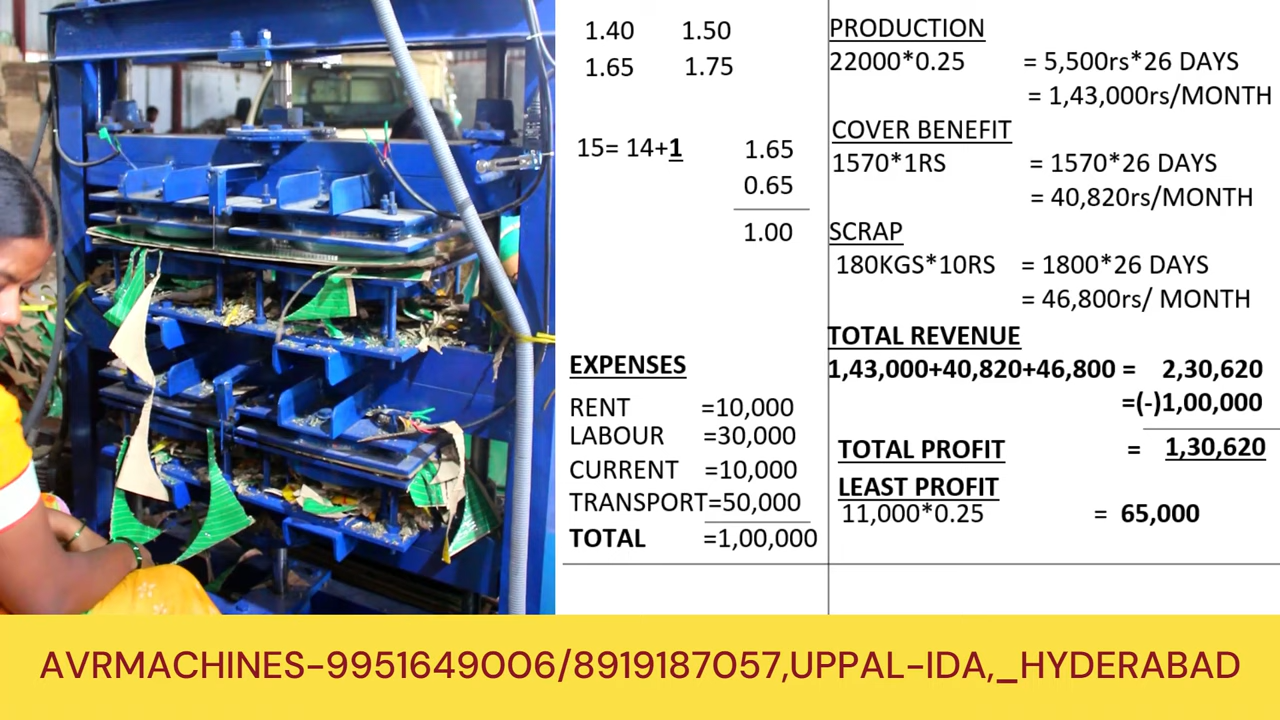 1.40 1.50
1.65 1.75
15= 14+1
1.65
0.65
1.00
EXPENSES
RENT =10,000
LABOUR =30,000
CURRENT =10,000
TRANSPORT=50,000
TOTAL =1,00,000
PRODUCTION
22000*0.25 = 5,500rs*26 DAYS
= 1,43,000rs/MONTH
COVER BENEFIT
1570*1RS = 1570*26 DAYS
= 40,820rs/MONTH
SCRAP
180KGS*10RS = 1800*26 DAYS
= 46,800rs/ MONTH
TOTAL REVENUE
1,43,000+40,820+46,800 = 2,30,620
=(-)1,00,000
TOTAL PROFIT = 1,30,620
LEAST PROFIT
11,000*0.25 = 65,000
AVRMACHINES-9951649006/8919187057,UPPAL-IDA,_HYDERABAD